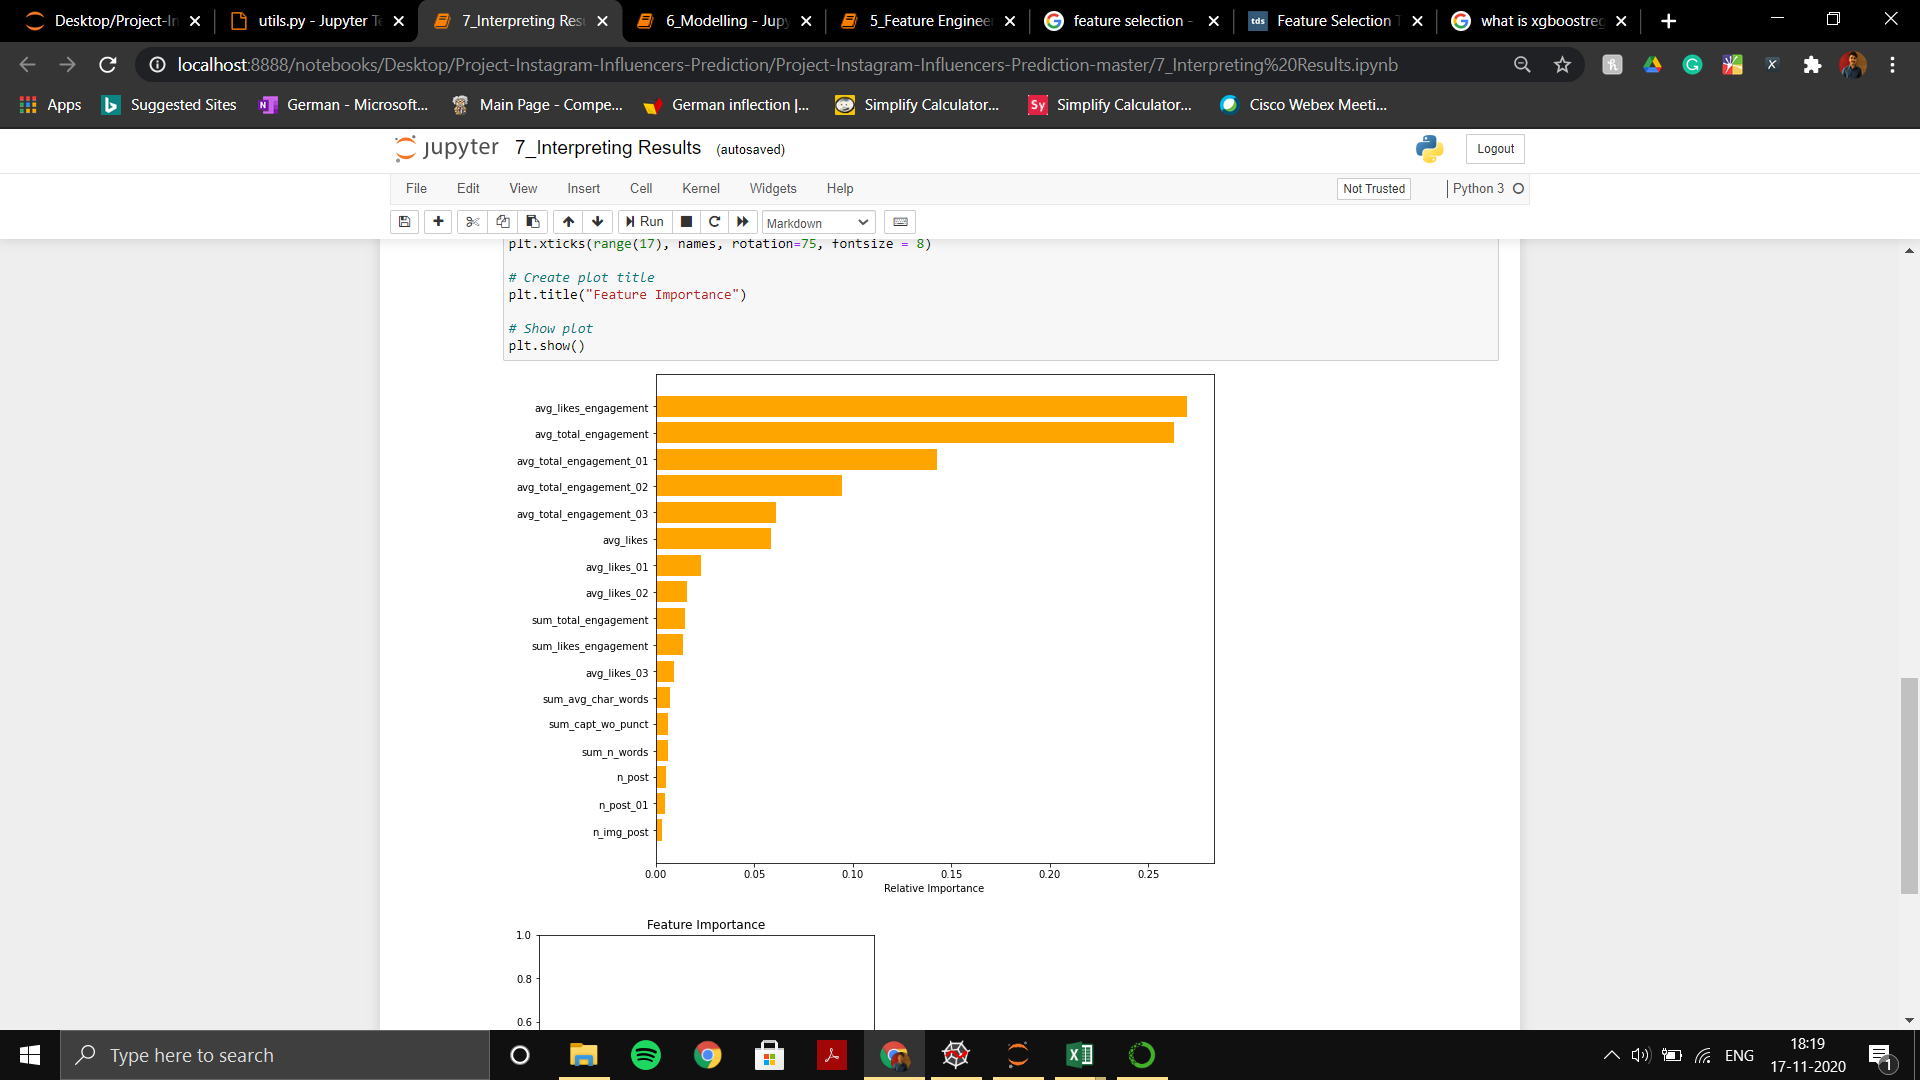 Desktop/Project-In
utils.py - Jupyter Te
7_Interpreting Resu
6_Modelling - Jupy
5_Feature Engineer
feature selection -
tds Feature Selection T
what is xgboostreg
localhost:8888/notebooks/Desktop/Project-Instagram-Influencers-Prediction/Project-Instagram-Influencers-Prediction-master/7_Interpreting%20Results.ipynb
Apps
Suggested Sites
German - Microsoft...
Main Page - Compe...
German inflection |...
Simplify Calculator...
Sy Simplify Calculator...
Cisco Webex Meeti...
jupyter 7_Interpreting Results (autosaved)
Logout
File Edit View Insert Cell Kernel Widgets Help
Not Trusted
Python 3
Run
Markdown
plt.xticks(range(17), names, rotation=75, fontsize = 8)
# Create plot title
plt.title("Feature Importance")
# Show plot
plt.show()
avg_likes_engagement
avg_total_engagement
avg_total_engagement_01
avg_total_engagement_02
avg_total_engagement_03
avg_likes
avg_likes_01
avg_likes_02
sum_total_engagement
sum_likes_engagement
avg_likes_03
sum_avg_char_words
sum_capt_wo_punct
sum_n_words
n_post
n_post_01
n_img_post
0.00 0.05 0.10 0.15 0.20 0.25
Relative Importance
Feature Importance
1.0
0.8
0.6
Type here to search
ENG
18:19
17-11-2020
1